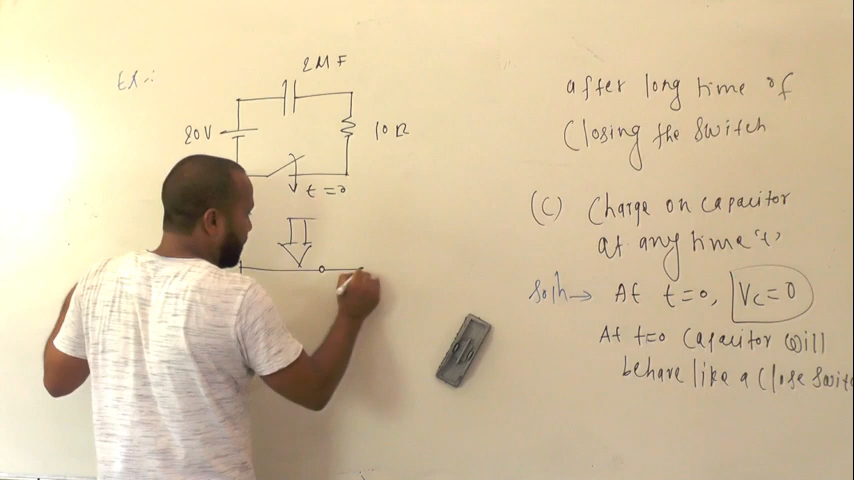 Ex:-
2MF
20V
10Ω
t=0
after long time of
Closing the Switch
(C) Charge on capacitor
at any time 't'
Soln→ At t=0, Vc=0
At t=0 Capacitor will
behave like a Close Switc